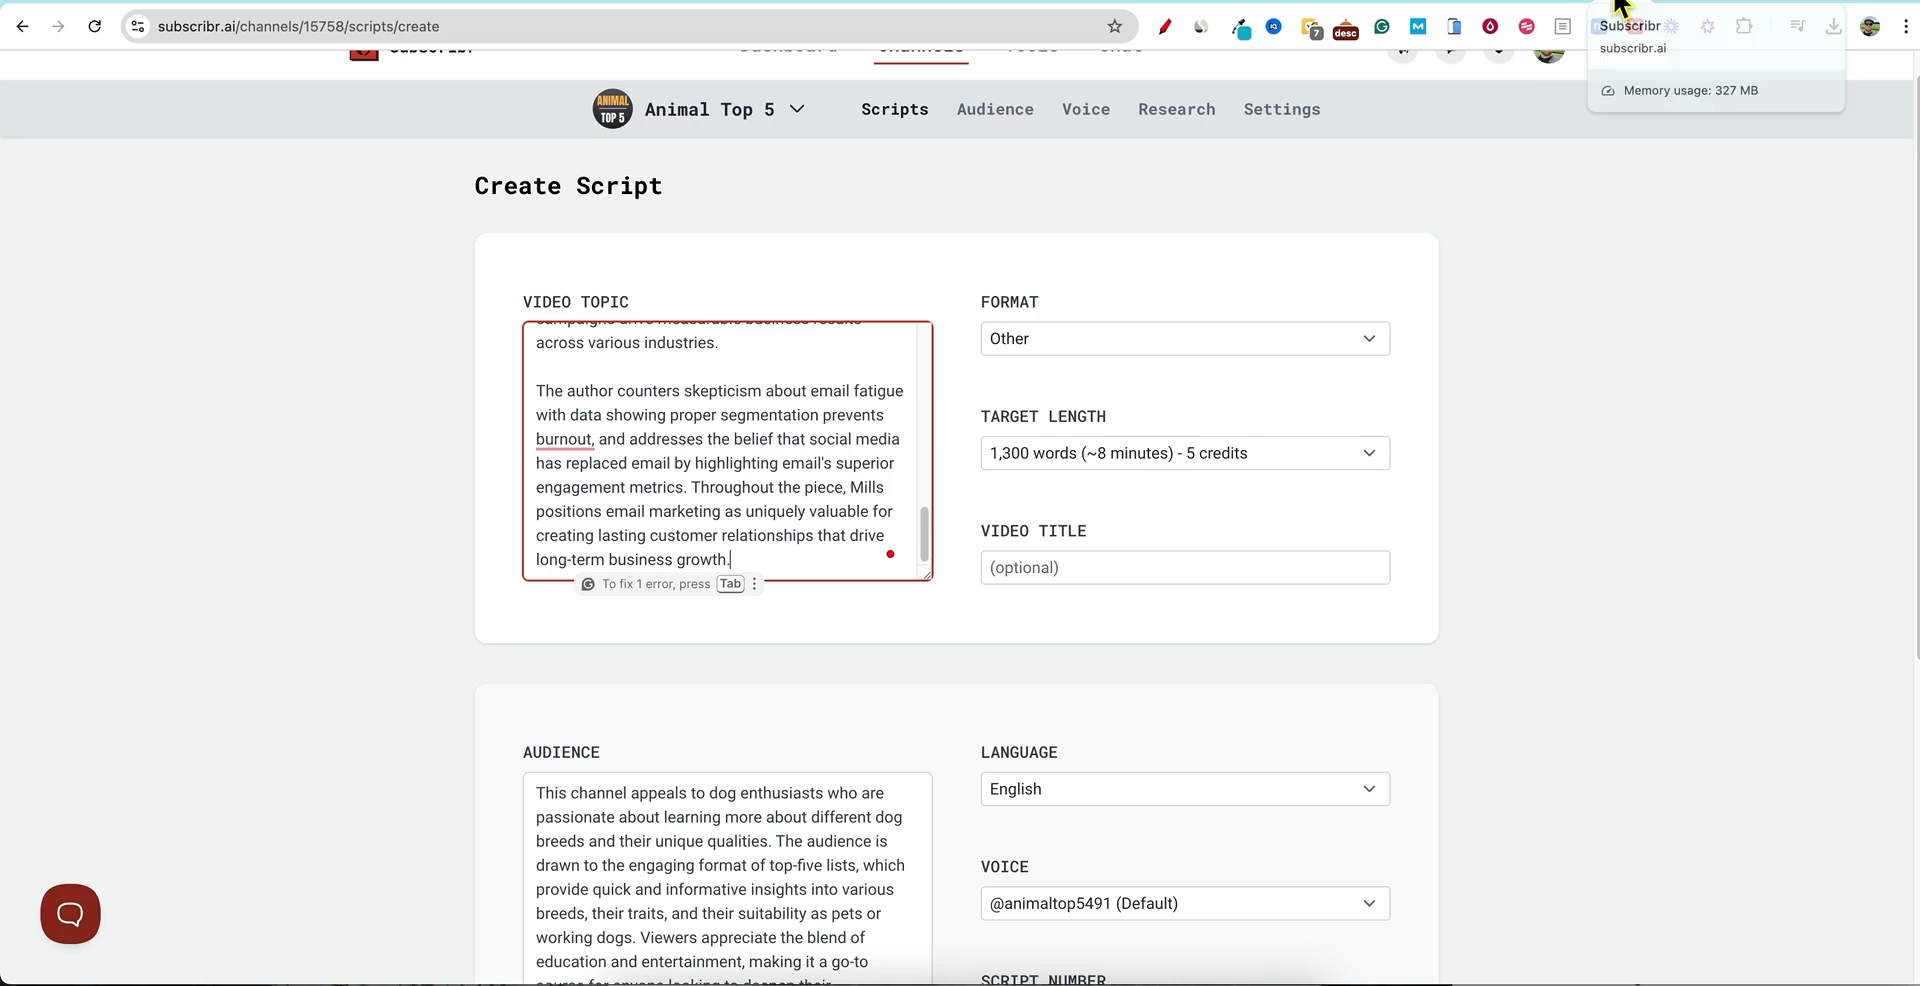 subscribr.ai/channels/15758/scripts/create
7
desc
Subscribr
subscribr.ai
Memory usage: 327 MB
ANIMAL
TOP 5
Animal Top 5
Scripts
Audience
Voice
Research
Settings
Create Script
VIDEO TOPIC
across various industries.
The author counters skepticism about email fatigue
with data showing proper segmentation prevents
burnout, and addresses the belief that social media
has replaced email by highlighting email's superior
engagement metrics. Throughout the piece, Mills
positions email marketing as uniquely valuable for
creating lasting customer relationships that drive
long-term business growth.
To fix 1 error, press Tab
FORMAT
Other
TARGET LENGTH
1,300 words (~8 minutes) - 5 credits
VIDEO TITLE
(optional)
AUDIENCE
This channel appeals to dog enthusiasts who are
passionate about learning more about different dog
breeds and their unique qualities. The audience is
drawn to the engaging format of top-five lists, which
provide quick and informative insights into various
breeds, their traits, and their suitability as pets or
working dogs. Viewers appreciate the blend of
education and entertainment, making it a go-to
LANGUAGE
English
VOICE
@animaltop5491 (Default)
SCRIPT NUMBER